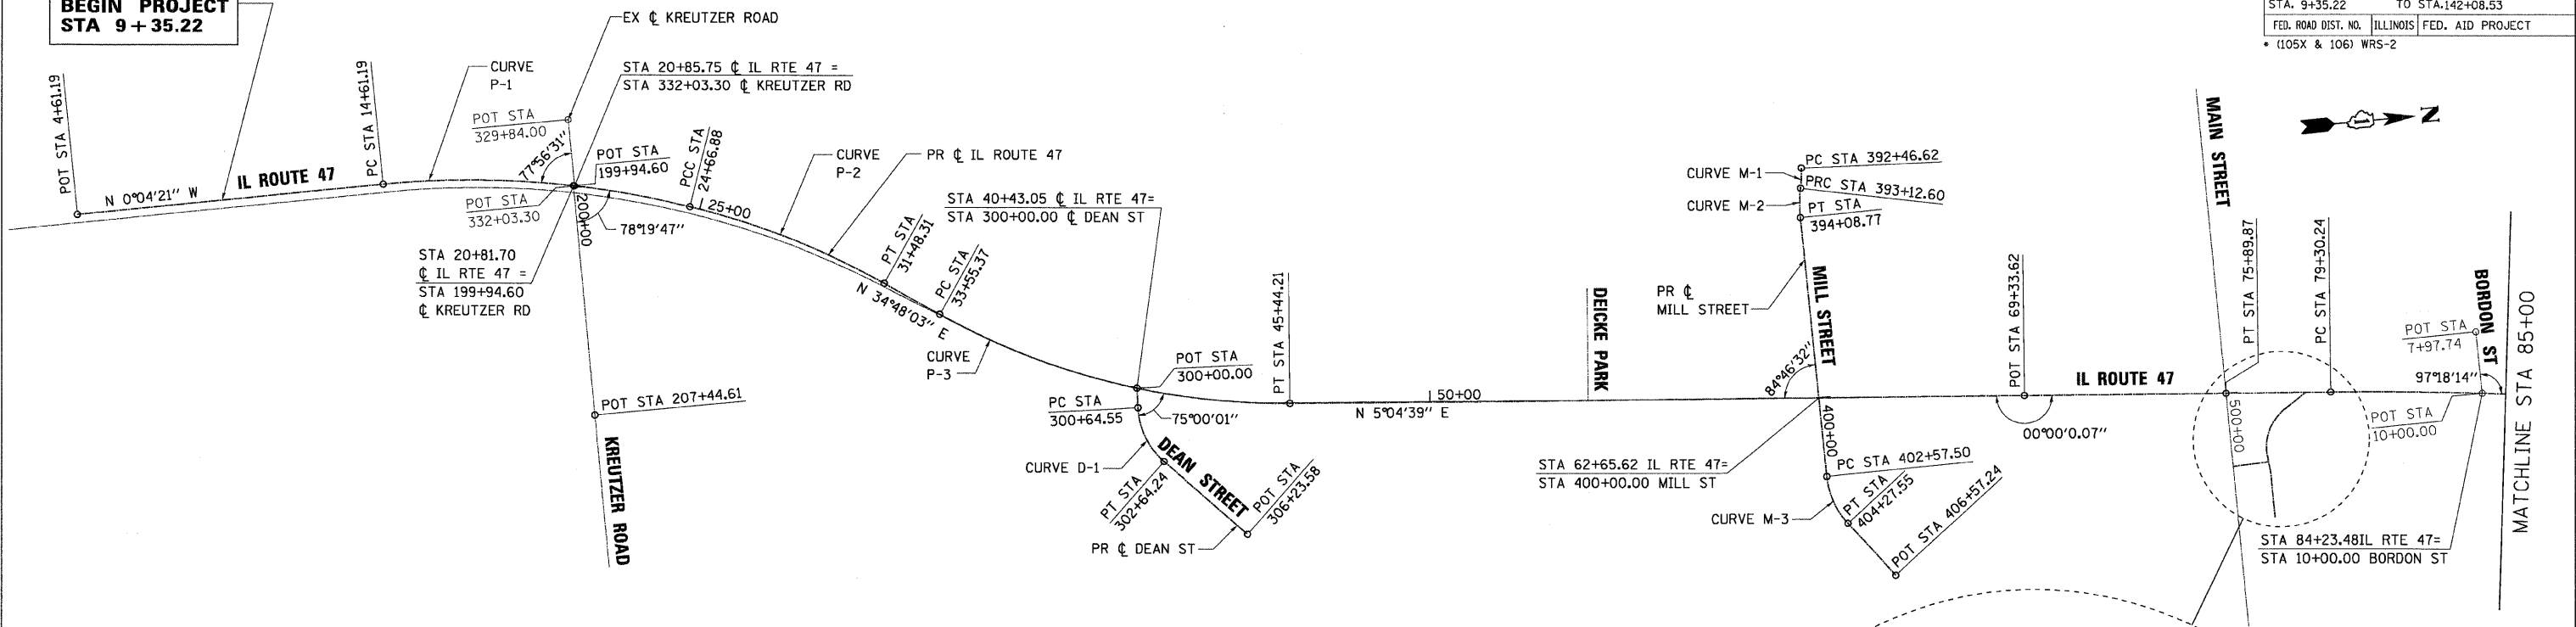 BEGIN PROJECT
STA 9+35.22
STA. 9+35.22 TO STA.142+08.53
FED. ROAD DIST. NO. ILLINOIS FED. AID PROJECT
* (105X & 106) WRS-2
N
POT STA 4+61.19
N 0°04'21" W
IL ROUTE 47
PC STA 14+61.19
CURVE
P-1
EX ℄ KREUTZER ROAD
STA 20+85.75 ℄ IL RTE 47 =
STA 332+03.30 ℄ KREUTZER RD
POT STA
329+84.00
77°56'31"
POT STA
199+94.60
POT STA
332+03.30
200+00
78°19'47"
STA 20+81.70
℄ IL RTE 47 =
STA 199+94.60
℄ KREUTZER RD
POT STA 207+44.61
KREUTZER ROAD
PCC STA
24+66.88
25+00
CURVE
P-2
PR ℄ IL ROUTE 47
PT STA
31+48.31
PC STA
33+55.37
N 34°48'03" E
CURVE
P-3
STA 40+43.05 ℄ IL RTE 47=
STA 300+00.00 ℄ DEAN ST
POT STA
300+00.00
PC STA
300+64.55
75°00'01"
CURVE D-1
DEAN STREET
PT STA
302+64.24
POT STA
306+23.58
PR ℄ DEAN ST
PT STA 45+44.21
50+00
N 5°04'39" E
DEICKE PARK
CURVE M-1
PC STA 392+46.62
PRC STA 393+12.60
CURVE M-2
PT STA
394+08.77
PR ℄
MILL STREET
MILL STREET
84°46'32"
400+00
STA 62+65.62 IL RTE 47=
STA 400+00.00 MILL ST
PC STA 402+57.50
CURVE M-3
PT STA
404+27.55
POT STA 406+57.24
POT STA 69+33.62
00°00'0.07"
IL ROUTE 47
MAIN STREET
PT STA 75+89.87
500+00
PC STA 79+30.24
POT STA
7+97.74
BORDON ST
97°18'14"
POT STA
10+00.00
STA 84+23.48IL RTE 47=
STA 10+00.00 BORDON ST
MATCHLINE STA 85+00